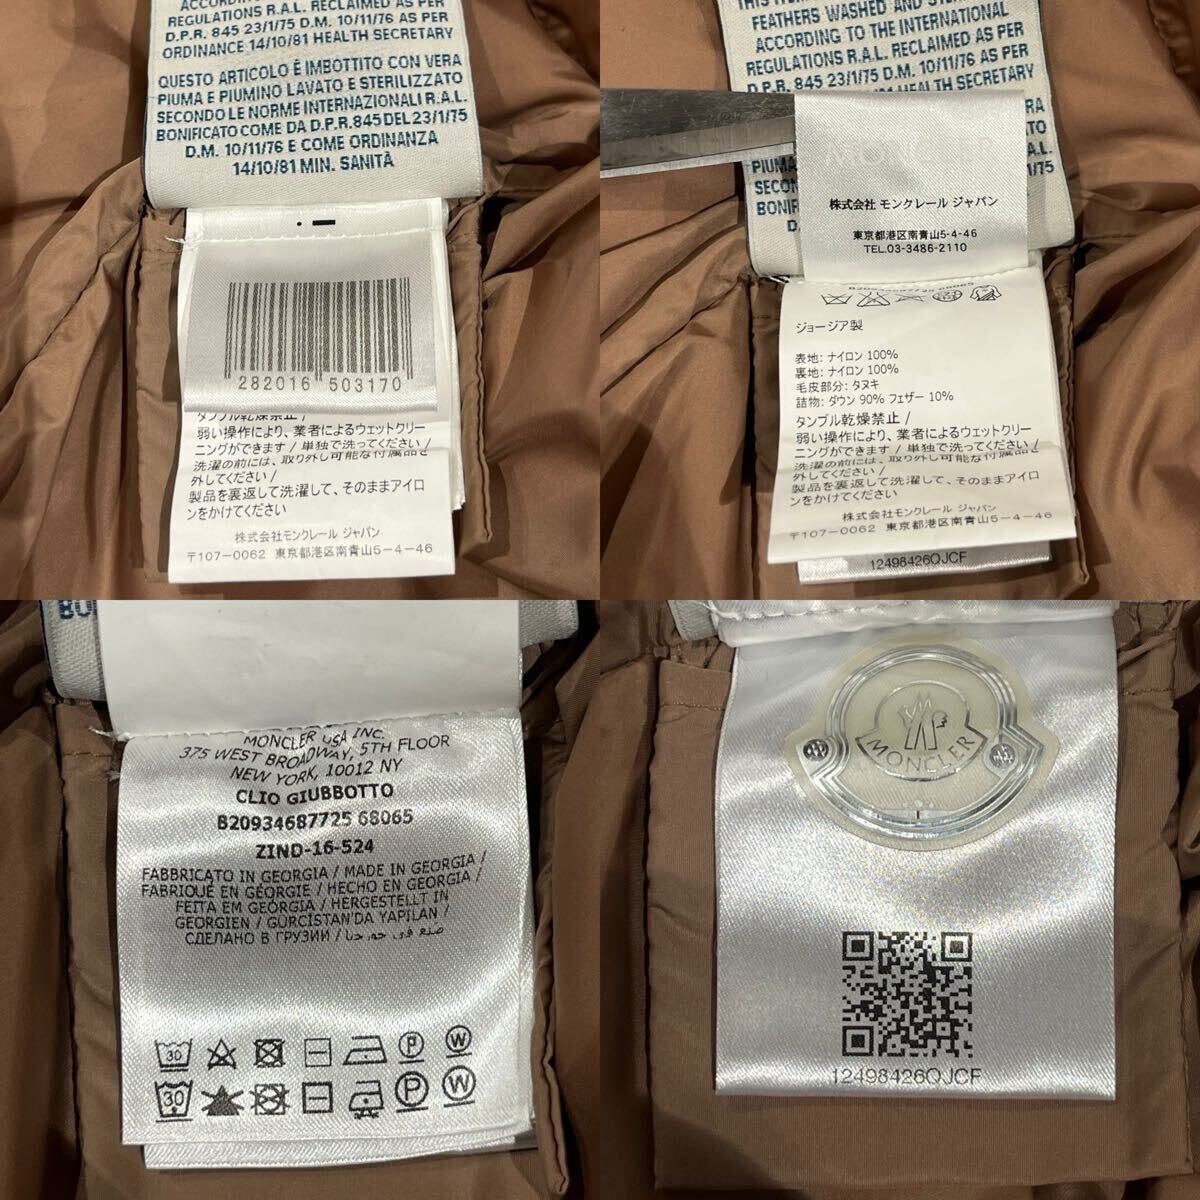 ACCORDING
REGULATIONS R.A.L. RECLAIMED AS PER
D.P.R. 845 23/1/75 D.M. 10/11/76 E
ORDINANCE 14/10/81 HEALTH SECRETARY
QUESTO ARTICOLO È IMBOTTITO CON VERA
PIUMA E PIUMINO LAVATO E STERILIZZATO
SECONDO LE NORME INTERNAZIONALI R.A.L.
BONIFICATO COME DA D.P.R. 845 DEL 23/1/75
D.M. 10/11/76 E COME ORDINANZA
14/10/81 MIN. SANITÀ
282016 503170
タンブル乾燥禁止 /
弱い操作により、業者によるウェットクリー
ニングができます / 単独で洗ってください /
洗濯の前には、取り外し可能な付属品を
外してください /
製品を裏返して洗濯して、そのままアイロ
ンをかけてください
株式会社モンクレール ジャパン
〒107-0062 東京都港区南青山5-4-46
FEATHERS WASHED AND
ACCORDING TO THE INTERNATIONAL
REGULATIONS R.A.L. RECLAIMED AS PER
D.P.R. 845 23/1/75 D.M. 10/11/76 AS PER
HEALTH SECRETARY
PIUMA
SECON
BONIF
MONCLER
株式会社 モンクレール ジャパン
東京都港区南青山5-4-46
TEL.03-3486-2110
B20934687725 68065
ジョージア製
表地: ナイロン 100%
裏地: ナイロン 100%
毛皮部分: タヌキ
詰物: ダウン 90% フェザー 10%
タンブル乾燥禁止 /
弱い操作により、業者によるウェットクリー
ニングができます / 単独で洗ってください /
洗濯の前には、取り外し可能な付属品を
外してください /
製品を裏返して洗濯して、そのままアイロ
ンをかけてください
株式会社モンクレール ジャパン
〒107-0062 東京都港区南青山5-4-46
12498426QJCF
MONCLER USA INC.
375 WEST BROADWAY, 5TH FLOOR
NEW YORK, 10012 NY
CLIO GIUBBOTTO
B20934687725 68065
ZIND-16-524
FABBRICATO IN GEORGIA / MADE IN GEORGIA /
FABRIQUÉ EN GÉORGIE / HECHO EN GEORGIA /
FEITA EM GEÓRGIA / HERGESTELLT IN
GEORGIEN / GÜRCİSTAN'DA YAPILAN /
СДЕЛАНО В ГРУЗИИ / صنع في جورجيا
30 P W
30 P W
MONCLER
12498426QJCF